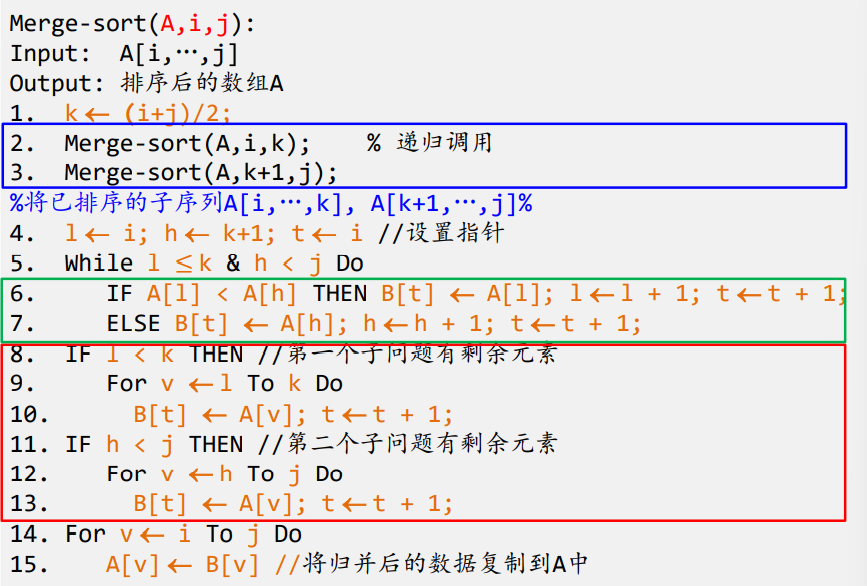 Merge-sort(A,i,j):
Input: A[i,⋯,j]
Output: 排序后的数组A
1. k ← (i+j)/2;
2. Merge-sort(A,i,k); % 递归调用
3. Merge-sort(A,k+1,j);
%将已排序的子序列A[i,⋯,k], A[k+1,⋯,j]%
4. l ← i; h ← k+1; t ← i //设置指针
5. While l ≤ k & h < j Do
6. IF A[l] < A[h] THEN B[t] ← A[l]; l ← l + 1; t ← t + 1;
7. ELSE B[t] ← A[h]; h ← h + 1; t ← t + 1;
8. IF l < k THEN //第一个子问题有剩余元素
9. For v ← l To k Do
10. B[t] ← A[v]; t ← t + 1;
11. IF h < j THEN //第二个子问题有剩余元素
12. For v ← h To j Do
13. B[t] ← A[v]; t ← t + 1;
14. For v ← i To j Do
15. A[v] ← B[v] //将归并后的数据复制到A中